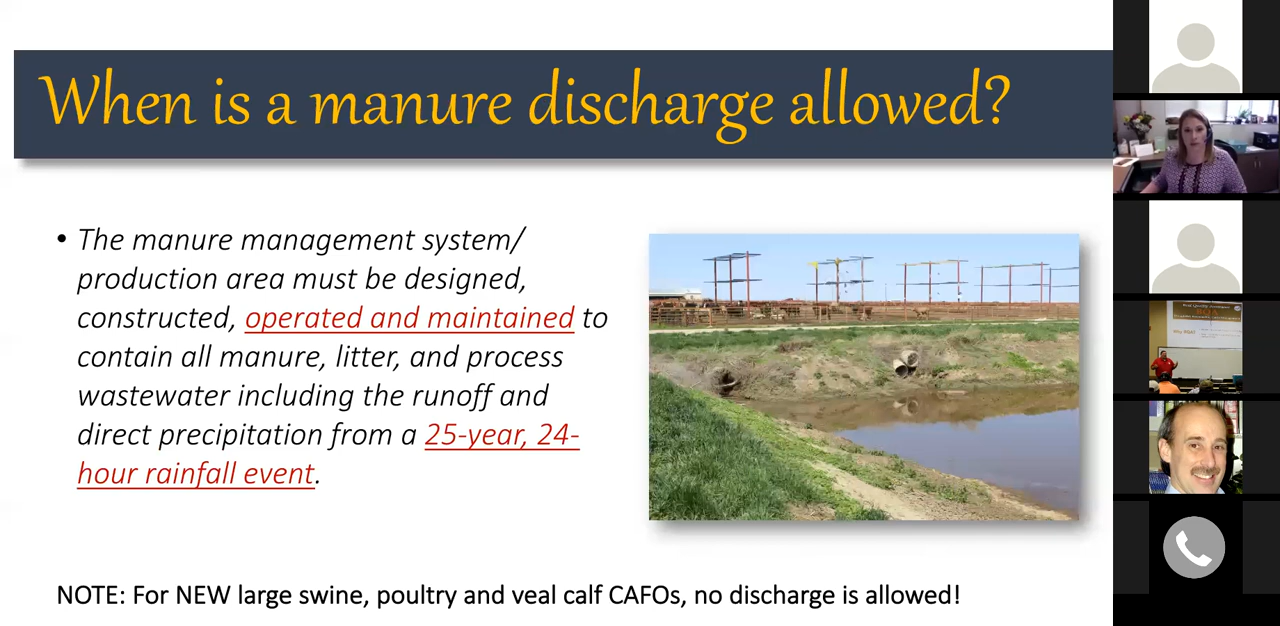 When is a manure discharge allowed?
• The manure management system/
production area must be designed,
constructed, operated and maintained to
contain all manure, litter, and process
wastewater including the runoff and
direct precipitation from a 25-year, 24-
hour rainfall event.
NOTE: For NEW large swine, poultry and veal calf CAFOs, no discharge is allowed!